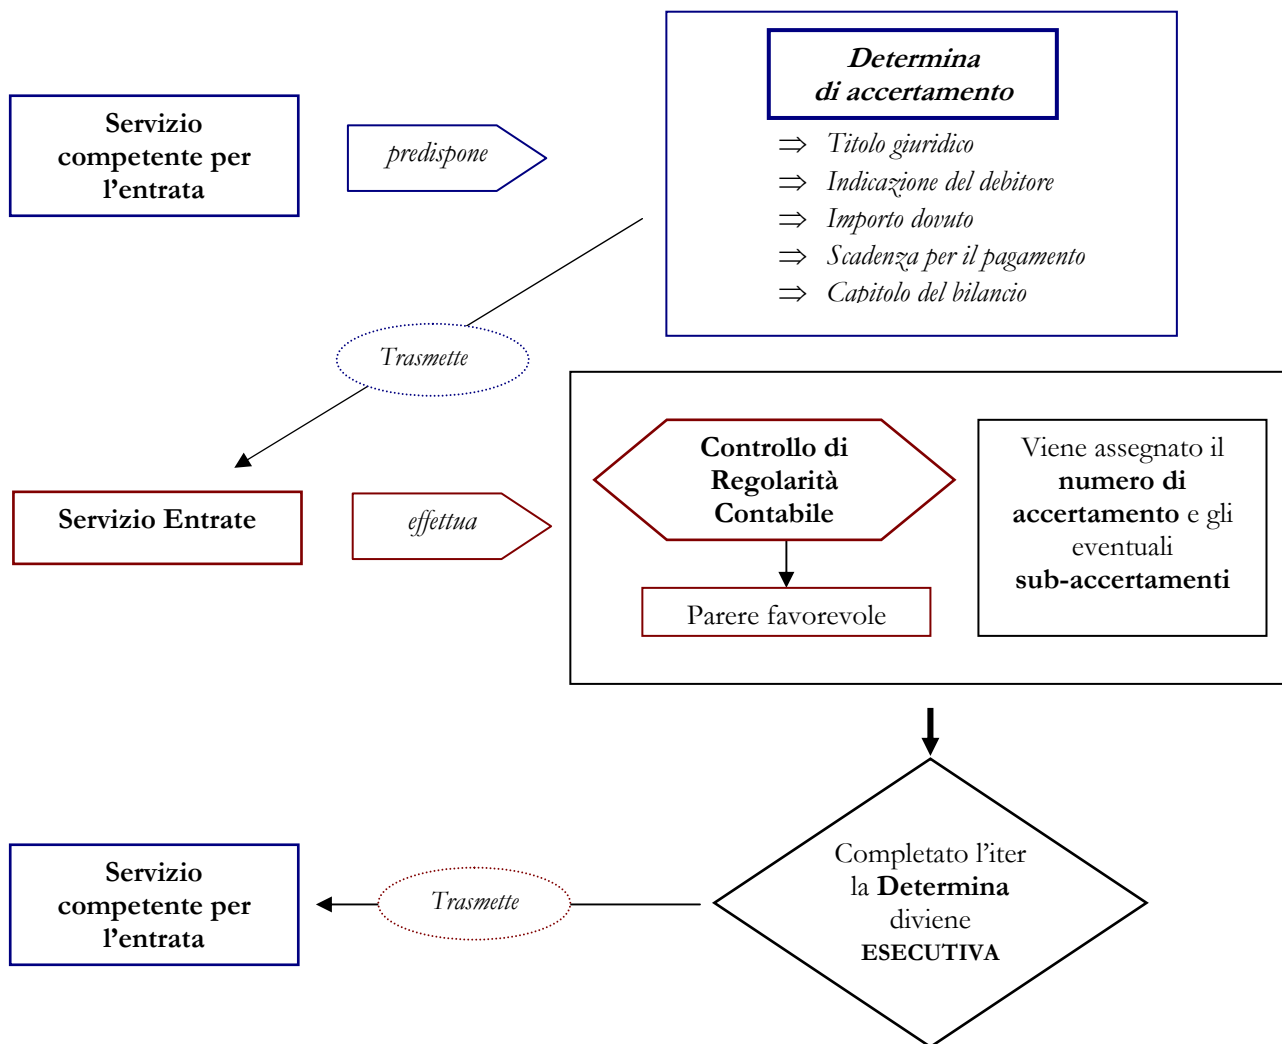 Servizio
competente per
l’entrata
predispone
Determina
di accertamento
⇒ Titolo giuridico
⇒ Indicazione del debitore
⇒ Importo dovuto
⇒ Scadenza per il pagamento
⇒ Capitolo del bilancio
Trasmette
Servizio Entrate
effettua
Controllo di
Regolarità
Contabile
Parere favorevole
Viene assegnato il
numero di
accertamento e gli
eventuali
sub-accertamenti
Completato l’iter
la Determina
diviene
ESECUTIVA
Trasmette
Servizio
competente per
l’entrata